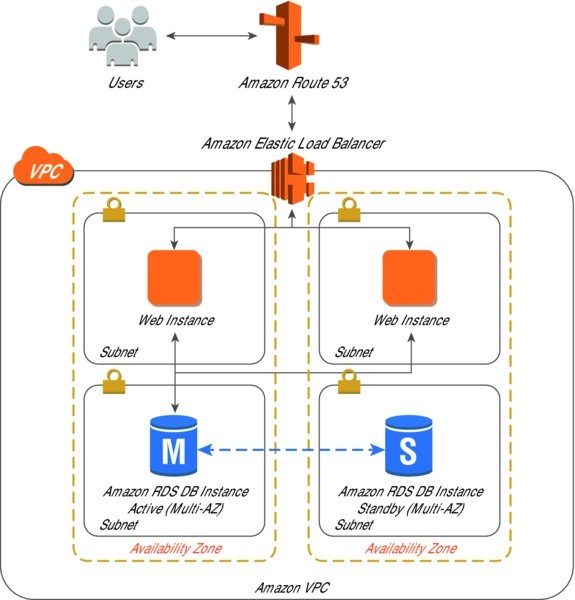 Users
Amazon Route 53
Amazon Elastic Load Balancer
VPC
Web Instance
Subnet
Web Instance
Subnet
M
Amazon RDS DB Instance
Active (Multi-AZ)
Subnet
S
Amazon RDS DB Instance
Standby (Multi-AZ)
Subnet
Availability Zone
Availability Zone
Amazon VPC